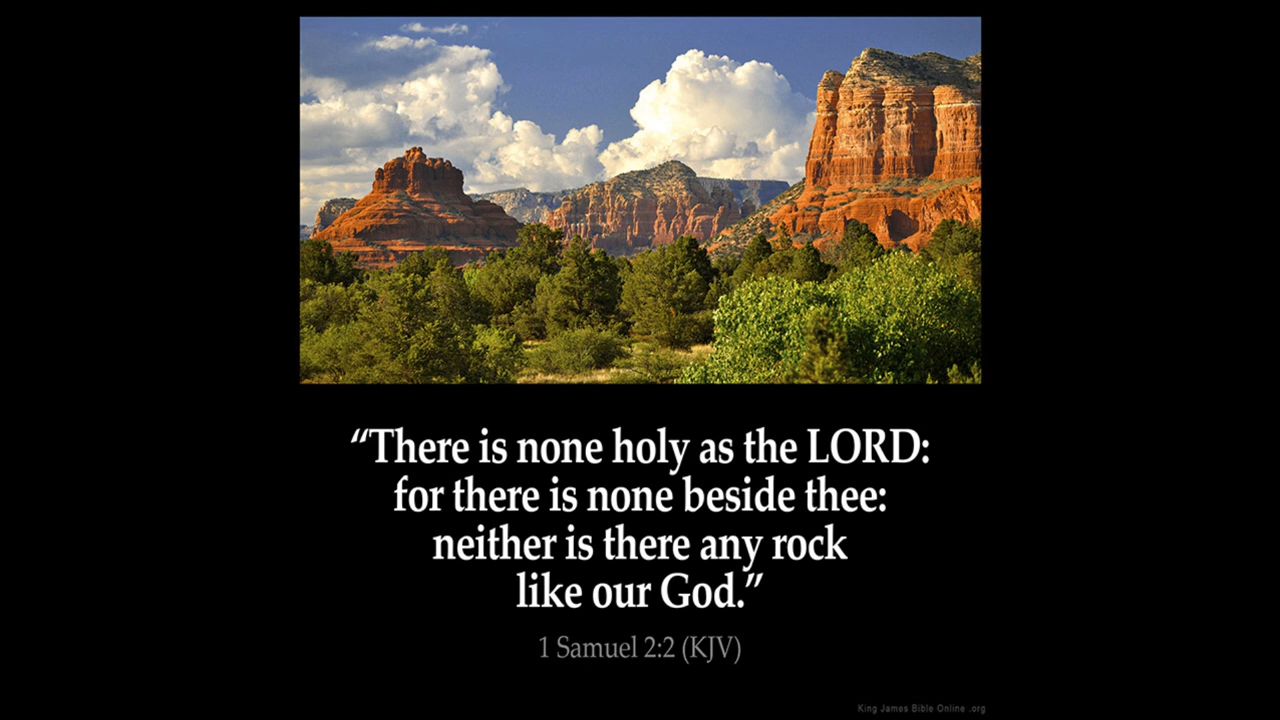 “There is none holy as the LORD:
for there is none beside thee:
neither is there any rock
like our God.”
1 Samuel 2:2 (KJV)
King James Bible Online .org